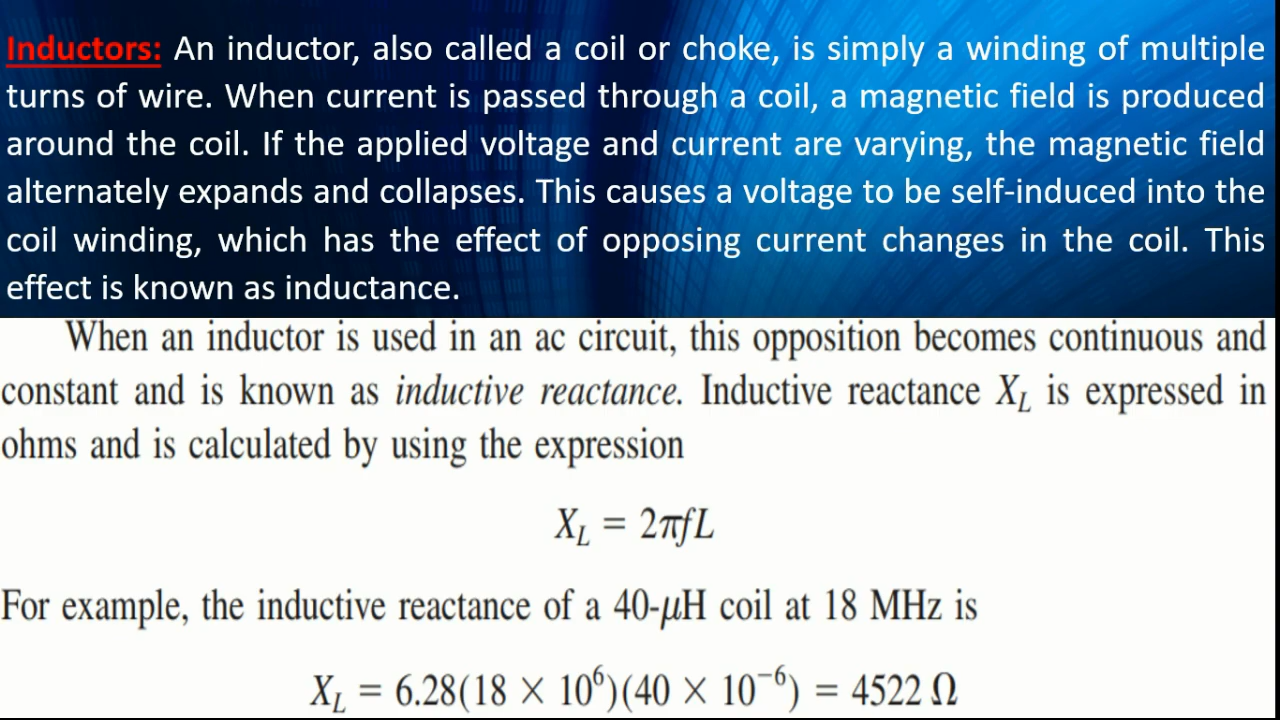 Inductors: An inductor, also called a coil or choke, is simply a winding of multiple
turns of wire. When current is passed through a coil, a magnetic field is produced
around the coil. If the applied voltage and current are varying, the magnetic field
alternately expands and collapses. This causes a voltage to be self-induced into the
coil winding, which has the effect of opposing current changes in the coil. This
effect is known as inductance.
When an inductor is used in an ac circuit, this opposition becomes continuous and
constant and is known as inductive reactance. Inductive reactance X_L is expressed in
ohms and is calculated by using the expression
X_L = 2πfL
For example, the inductive reactance of a 40-μH coil at 18 MHz is
X_L = 6.28(18 × 10⁶)(40 × 10⁻⁶) = 4522 Ω